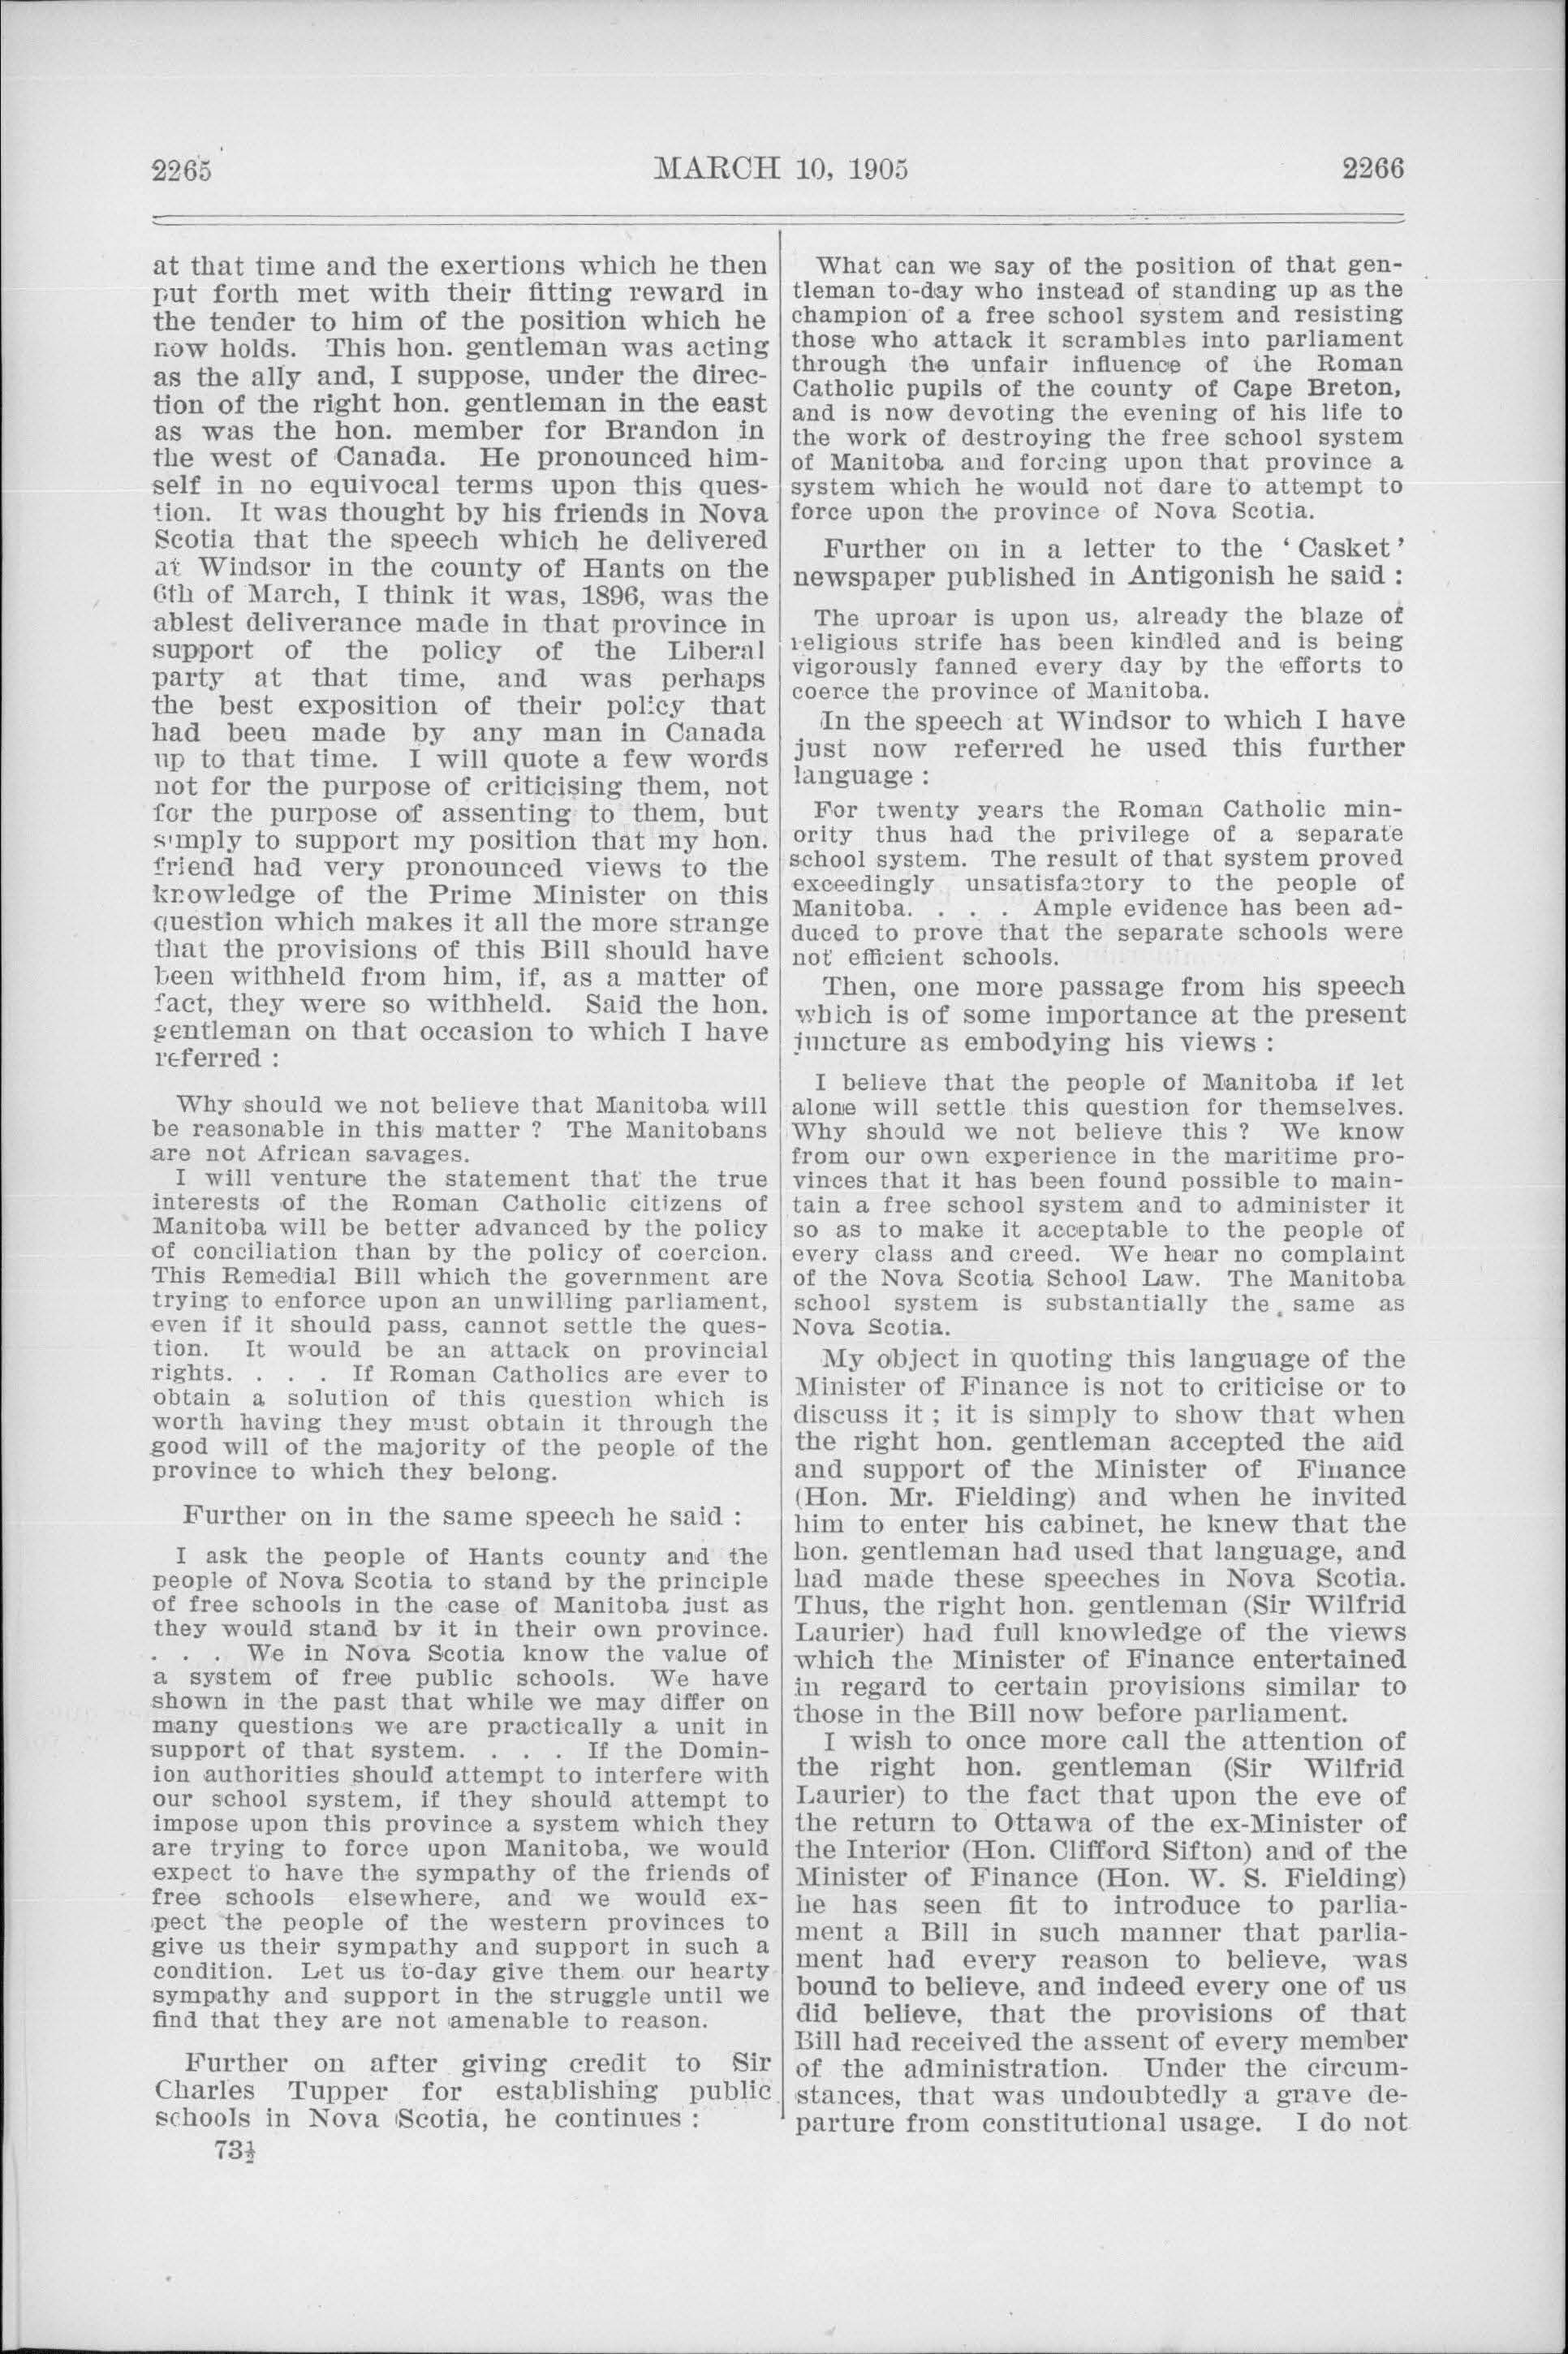 2265
MARCH 10, 1905
2266
at that time and the exertions which he then
put forth met with their fitting reward in
the tender to him of the position which he
now holds. This hon. gentleman was acting
as the ally and, I suppose, under the direc-
tion of the right hon. gentleman in the east
as was the hon. member for Brandon in
the west of Canada. He pronounced him-
self in no equivocal terms upon this ques-
tion. It was thought by his friends in Nova
Scotia that the speech which he delivered
at Windsor in the county of Hants on the
6th of March, I think it was, 1896, was the
ablest deliverance made in that province in
support of the policy of the Liberal
party at that time, and was perhaps
the best exposition of their policy that
had been made by any man in Canada
up to that time. I will quote a few words
not for the purpose of criticising them, not
for the purpose of assenting to them, but
simply to support my position that my hon.
friend had very pronounced views to the
knowledge of the Prime Minister on this
question which makes it all the more strange
that the provisions of this Bill should have
been withheld from him, if, as a matter of
fact, they were so withheld. Said the hon.
gentleman on that occasion to which I have
referred :
Why should we not believe that Manitoba will
be reasonable in this matter ? The Manitobans
are not African savages.
I will venture the statement that the true
interests of the Roman Catholic citizens of
Manitoba will be better advanced by the policy
of conciliation than by the policy of coercion.
This Remedial Bill which the government are
trying to enforce upon an unwilling parliament,
even if it should pass, cannot settle the ques-
tion. It would be an attack on provincial
rights. . . . If Roman Catholics are ever to
obtain a solution of this question which is
worth having they must obtain it through the
good will of the majority of the people of the
province to which they belong.
Further on in the same speech he said :
I ask the people of Hants county and the
people of Nova Scotia to stand by the principle
of free schools in the case of Manitoba just as
they would stand by it in their own province.
. . . We in Nova Scotia know the value of
a system of free public schools. We have
shown in the past that while we may differ on
many questions we are practically a unit in
support of that system. . . . If the Domin-
ion authorities should attempt to interfere with
our school system, if they should attempt to
impose upon this province a system which they
are trying to force upon Manitoba, we would
expect to have the sympathy of the friends of
free schools elsewhere, and we would ex-
pect the people of the western provinces to
give us their sympathy and support in such a
condition. Let us to-day give them our hearty
sympathy and support in the struggle until we
find that they are not amenable to reason.
Further on after giving credit to Sir
Charles Tupper for establishing public
schools in Nova Scotia, he continues :
73½
What can we say of the position of that gen-
tleman to-day who instead of standing up as the
champion of a free school system and resisting
those who attack it scrambles into parliament
through the unfair influence of the Roman
Catholic pupils of the county of Cape Breton,
and is now devoting the evening of his life to
the work of destroying the free school system
of Manitoba and forcing upon that province a
system which he would not dare to attempt to
force upon the province of Nova Scotia.
Further on in a letter to the ‘ Casket ’
newspaper published in Antigonish he said :
The uproar is upon us, already the blaze of
religious strife has been kindled and is being
vigorously fanned every day by the efforts to
coerce the province of Manitoba.
In the speech at Windsor to which I have
just now referred he used this further
language :
For twenty years the Roman Catholic min-
ority thus had the privilege of a separate
school system. The result of that system proved
exceedingly unsatisfactory to the people of
Manitoba. . . . Ample evidence has been ad-
duced to prove that the separate schools were
not efficient schools.
Then, one more passage from his speech
which is of some importance at the present
juncture as embodying his views :
I believe that the people of Manitoba if let
alone will settle this question for themselves.
Why should we not believe this ? We know
from our own experience in the maritime pro-
vinces that it has been found possible to main-
tain a free school system and to administer it
so as to make it acceptable to the people of
every class and creed. We hear no complaint
of the Nova Scotia School Law. The Manitoba
school system is substantially the same as
Nova Scotia.
My object in quoting this language of the
Minister of Finance is not to criticise or to
discuss it ; it is simply to show that when
the right hon. gentleman accepted the aid
and support of the Minister of Finance
(Hon. Mr. Fielding) and when he invited
him to enter his cabinet, he knew that the
hon. gentleman had used that language, and
had made these speeches in Nova Scotia.
Thus, the right hon. gentleman (Sir Wilfrid
Laurier) had full knowledge of the views
which the Minister of Finance entertained
in regard to certain provisions similar to
those in the Bill now before parliament.
I wish to once more call the attention of
the right hon. gentleman (Sir Wilfrid
Laurier) to the fact that upon the eve of
the return to Ottawa of the ex-Minister of
the Interior (Hon. Clifford Sifton) and of the
Minister of Finance (Hon. W. S. Fielding)
he has seen fit to introduce to parlia-
ment a Bill in such manner that parlia-
ment had every reason to believe, was
bound to believe, and indeed every one of us
did believe, that the provisions of that
Bill had received the assent of every member
of the administration. Under the circum-
stances, that was undoubtedly a grave de-
parture from constitutional usage. I do not